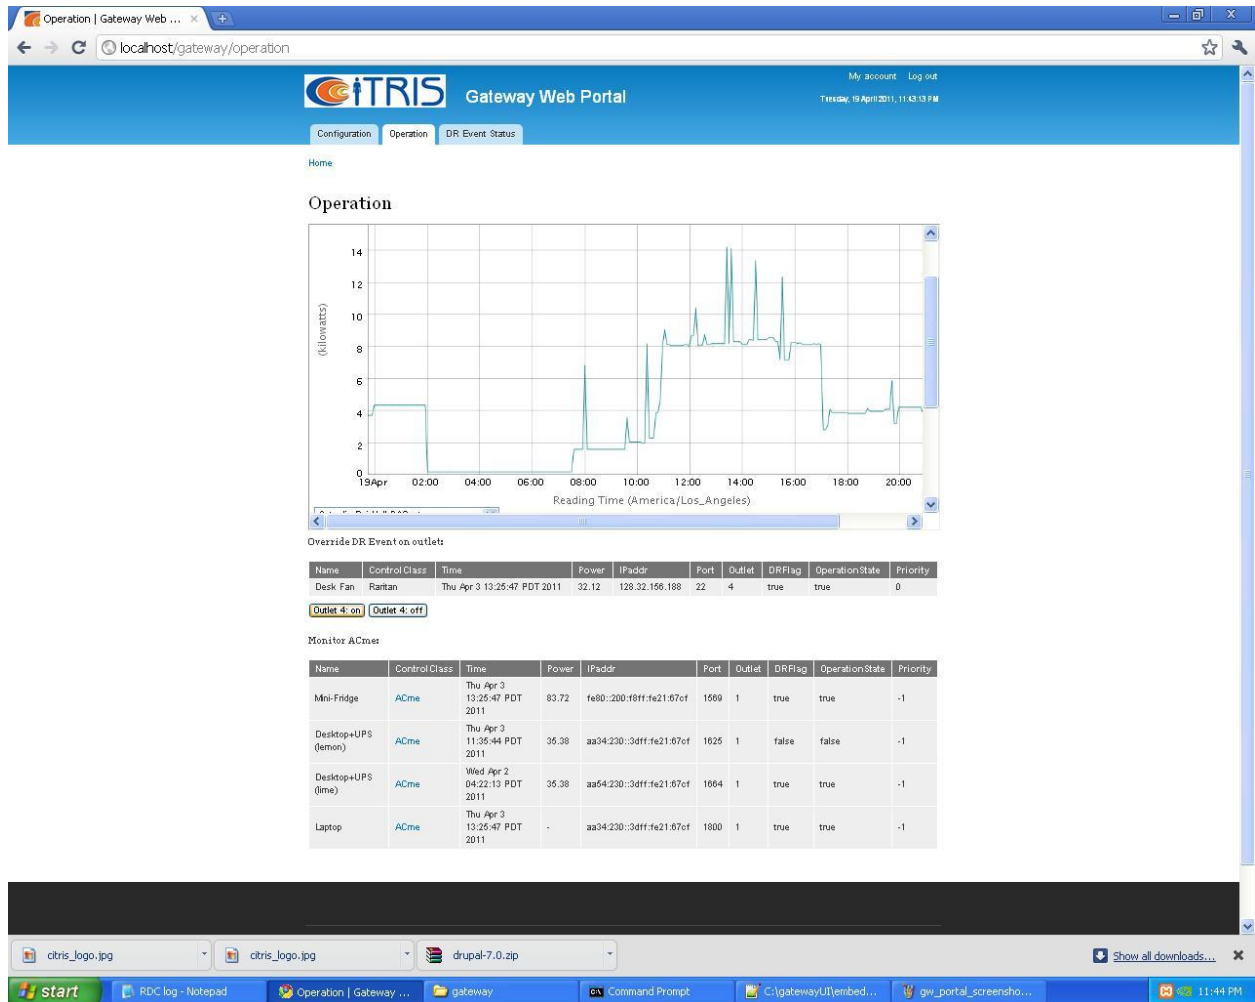 Operation | Gateway Web ...
localhost/gateway/operation
CiTRIS
Gateway Web Portal
My account Log out
Tuesday, 19 April 2011, 11:43:13 PM
Configuration Operation DR Event Status
Home
Operation
(kilowatts)
14
12
10
8
6
4
2
0
19Apr 02:00 04:00 06:00 08:00 10:00 12:00 14:00 16:00 18:00 20:00
Reading Time (America/Los_Angeles)
Override DR Event on outlet:
Name ControlClass Time Power IPaddr Port Outlet DRFlag OperationState Priority
Desk Fan Raritan Thu Apr 3 13:25:47 PDT 2011 32.12 128.32.156.188 22 4 true true 0
Outlet 4: on Outlet 4: off
Monitor ACme:
Name ControlClass Time Power IPaddr Port Outlet DRFlag OperationState Priority
Mini-Fridge ACme Thu Apr 3 13:25:47 PDT 2011 83.72 fe80::200:f8ff:fe21:67cf 1569 1 true true -1
Desktop+UPS (lemon) ACme Thu Apr 3 11:35:44 PDT 2011 35.38 aa34:230::3dff:fe21:67cf 1625 1 false false -1
Desktop+UPS (lime) ACme Wed Apr 2 04:22:13 PDT 2011 35.38 aa54:230::3dff:fe21:67cf 1664 1 true true -1
Laptop ACme Thu Apr 3 13:25:47 PDT 2011 - aa34:230::3dff:fe21:67cf 1800 1 true true -1
citris_logo.jpg citris_logo.jpg drupal-7.0.zip Show all downloads...
start RDC log - Notepad Operation | Gateway ... gateway Command Prompt C:\gatewayUI\embed... gw_portal_screensho... 11:44 PM